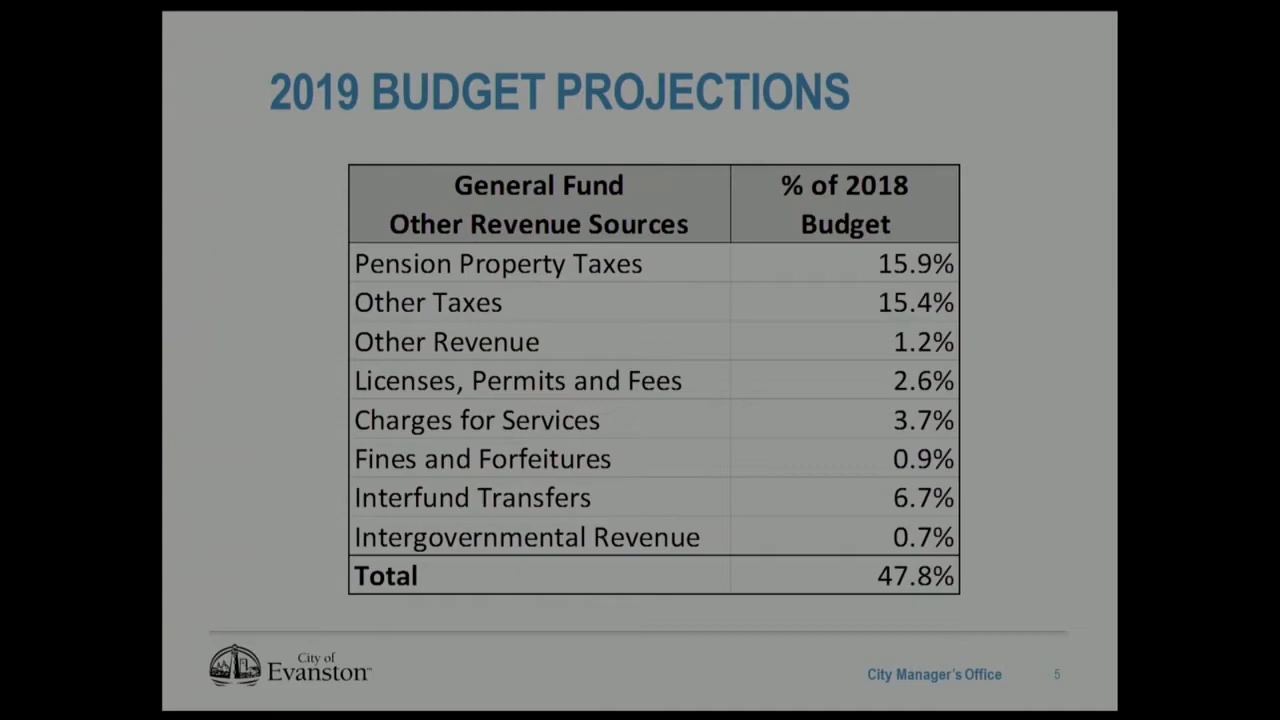 2019 BUDGET PROJECTIONS
General Fund
Other Revenue Sources
% of 2018
Budget
Pension Property Taxes 15.9%
Other Taxes 15.4%
Other Revenue 1.2%
Licenses, Permits and Fees 2.6%
Charges for Services 3.7%
Fines and Forfeitures 0.9%
Interfund Transfers 6.7%
Intergovernmental Revenue 0.7%
Total 47.8%
City of
Evanston™
City Manager's Office 5